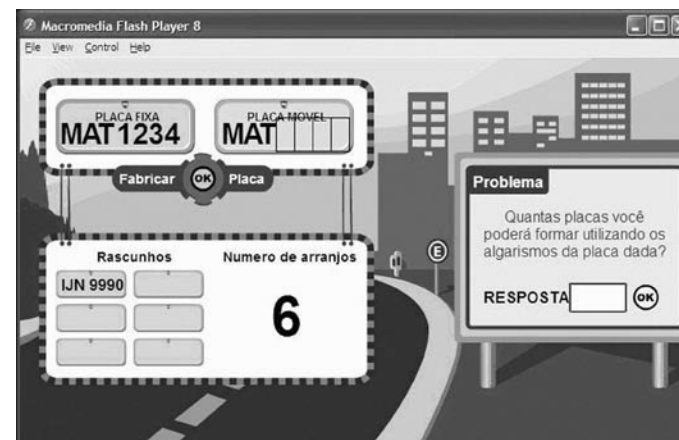 Macromedia Flash Player 8
File View Control Help
PLACA FIXA
MAT1234
PLACA MOVEL
MAT
Fabricar OK Placa
Rascunhos
Numero de arranjos
IJN 9990
6
E
Problema
Quantas placas você
poderá formar utilizando os
algarismos da placa dada?
RESPOSTA OK